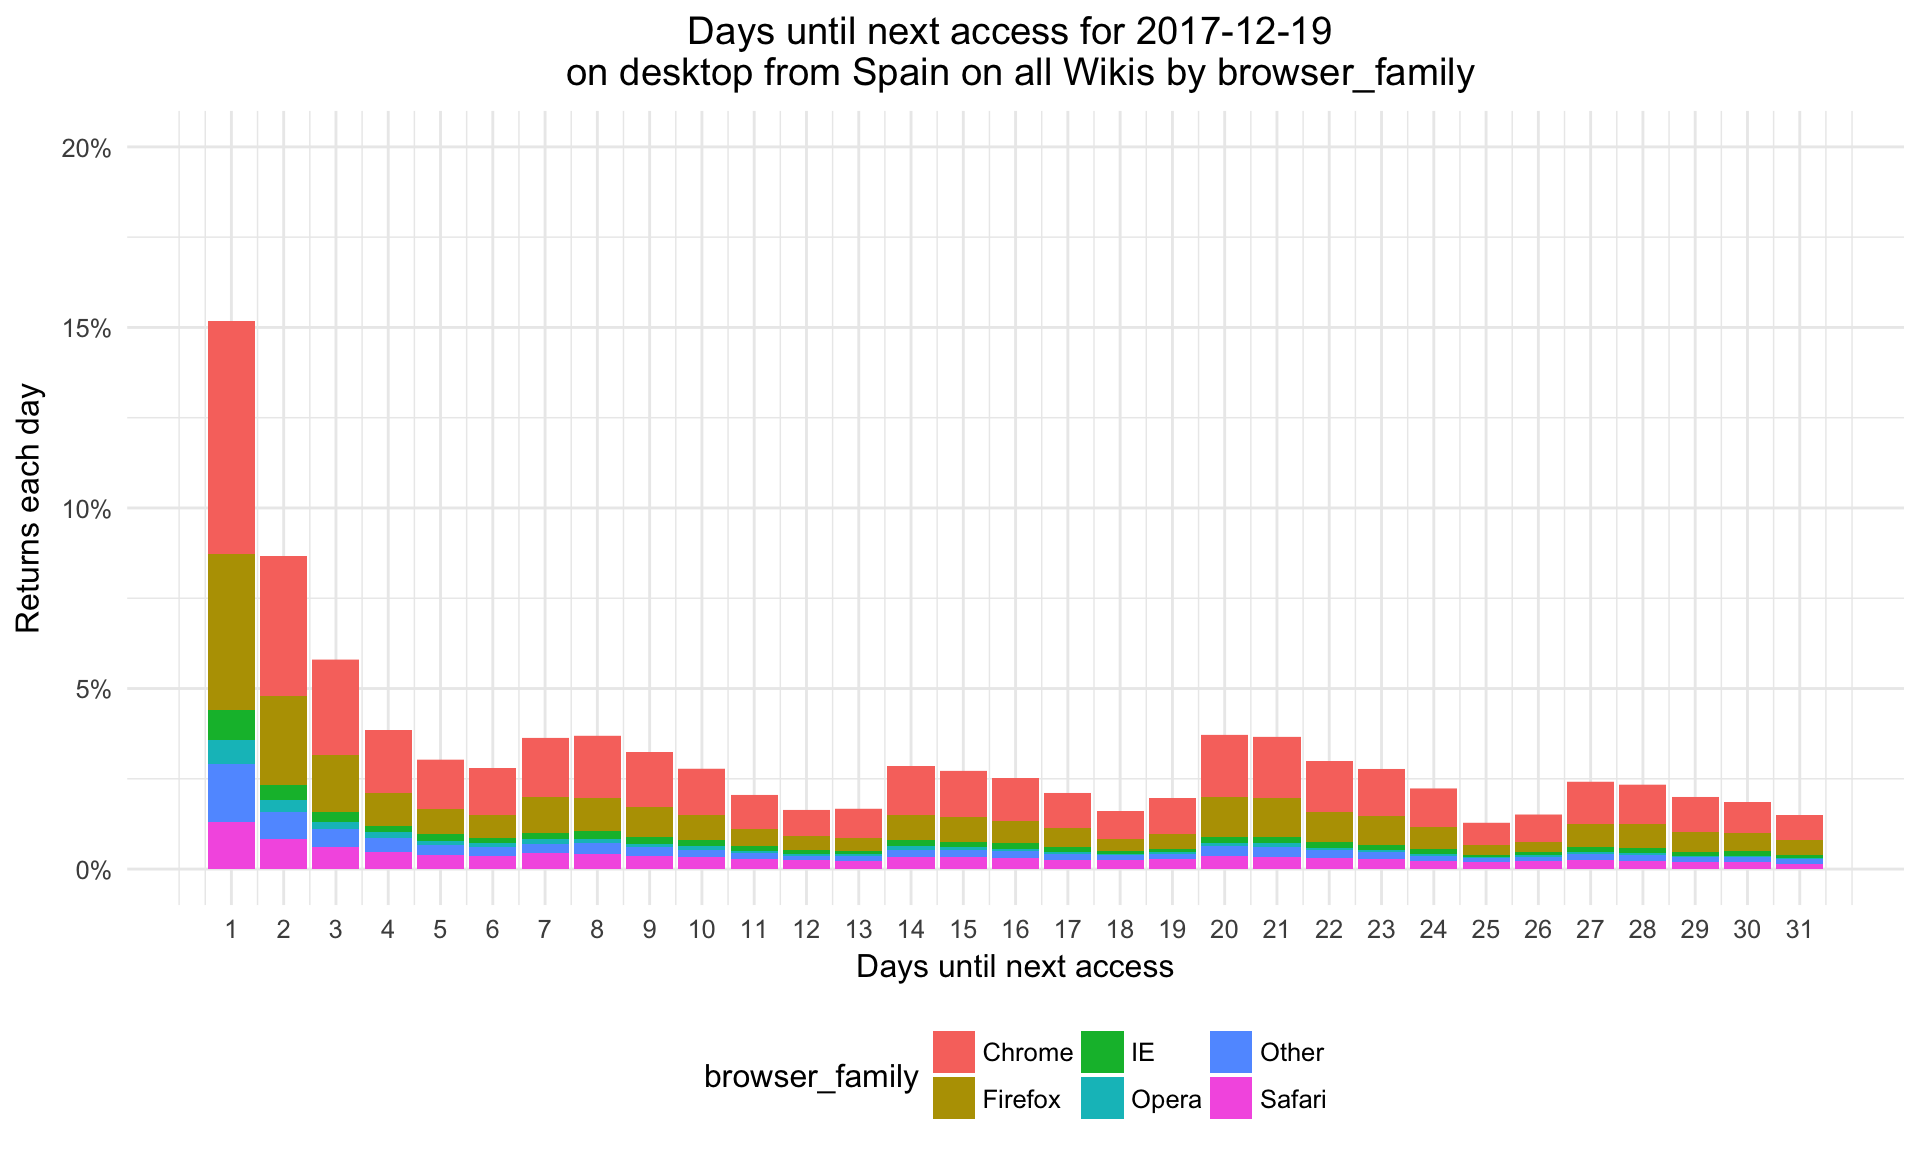 Days until next access for 2017-12-19
on desktop from Spain on all Wikis by browser_family
Returns each day
20%
15%
10%
5%
0%
1 2 3 4 5 6 7 8 9 10 11 12 13 14 15 16 17 18 19 20 21 22 23 24 25 26 27 28 29 30 31
Days until next access
browser_family
Chrome IE Other
Firefox Opera Safari